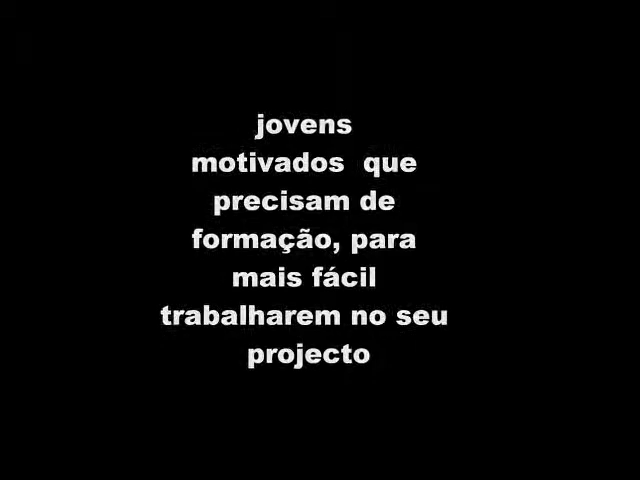 jovens
motivados  que
precisam de
formação, para
mais fácil
trabalharem no seu
projecto